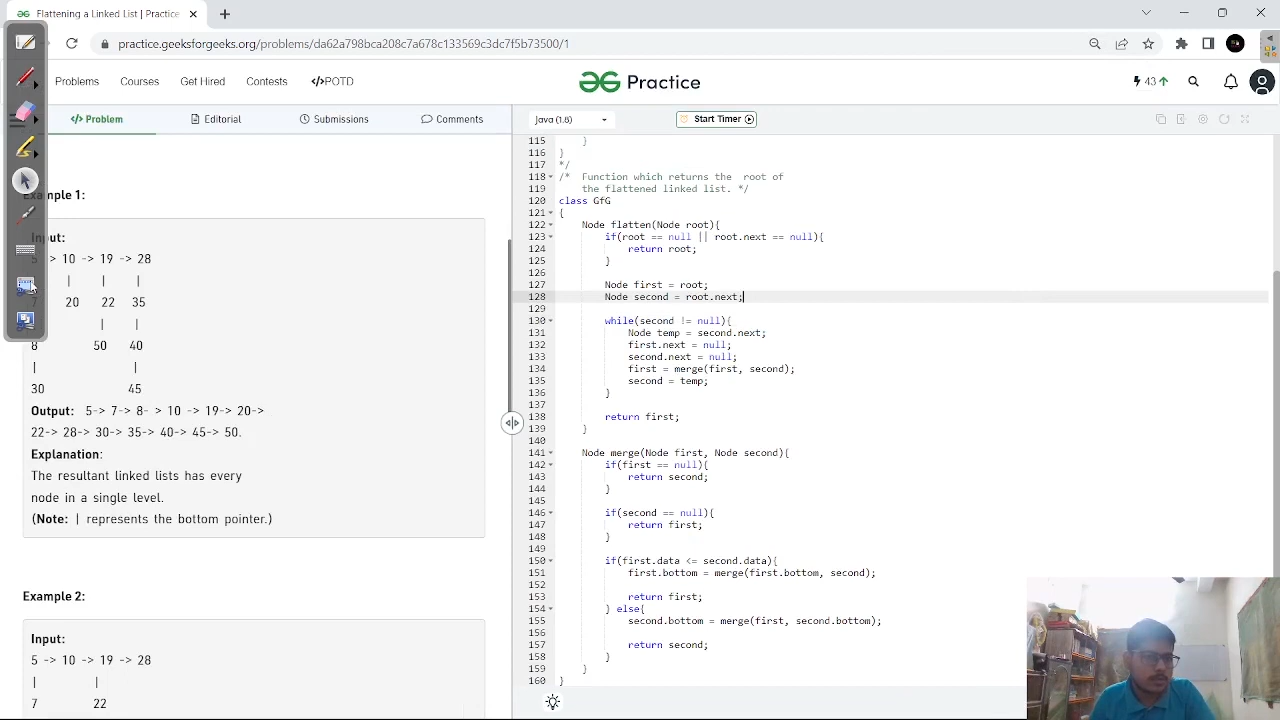 Flattening a Linked List | Practice
practice.geeksforgeeks.org/problems/da62a798bca208c7a678c133569c3dc7f5b73500/1
Problems Courses Get Hired Contests </>POTD
Practice
43
</> Problem Editorial Submissions Comments
Java (1.8) Start Timer
Example 1:
Input:
5 -> 10 -> 19 -> 28
| | |
7 20 22 35
| |
8 50 40
| |
30 45
Output: 5-> 7-> 8- > 10 -> 19-> 20->
22-> 28-> 30-> 35-> 40-> 45-> 50.
Explanation:
The resultant linked lists has every
node in a single level.
(Note: | represents the bottom pointer.)
Example 2:
Input:
5 -> 10 -> 19 -> 28
| |
7 22
115 }
116 }
117 */
118 /* Function which returns the root of
119 the flattened linked list. */
120 class GfG
121 {
122 Node flatten(Node root){
123 if(root == null || root.next == null){
124 return root;
125 }
126
127 Node first = root;
128 Node second = root.next;
129
130 while(second != null){
131 Node temp = second.next;
132 first.next = null;
133 second.next = null;
134 first = merge(first, second);
135 second = temp;
136 }
137
138 return first;
139 }
140
141 Node merge(Node first, Node second){
142 if(first == null){
143 return second;
144 }
145
146 if(second == null){
147 return first;
148 }
149
150 if(first.data <= second.data){
151 first.bottom = merge(first.bottom, second);
152
153 return first;
154 } else{
155 second.bottom = merge(first, second.bottom);
156
157 return second;
158 }
159 }
160 }